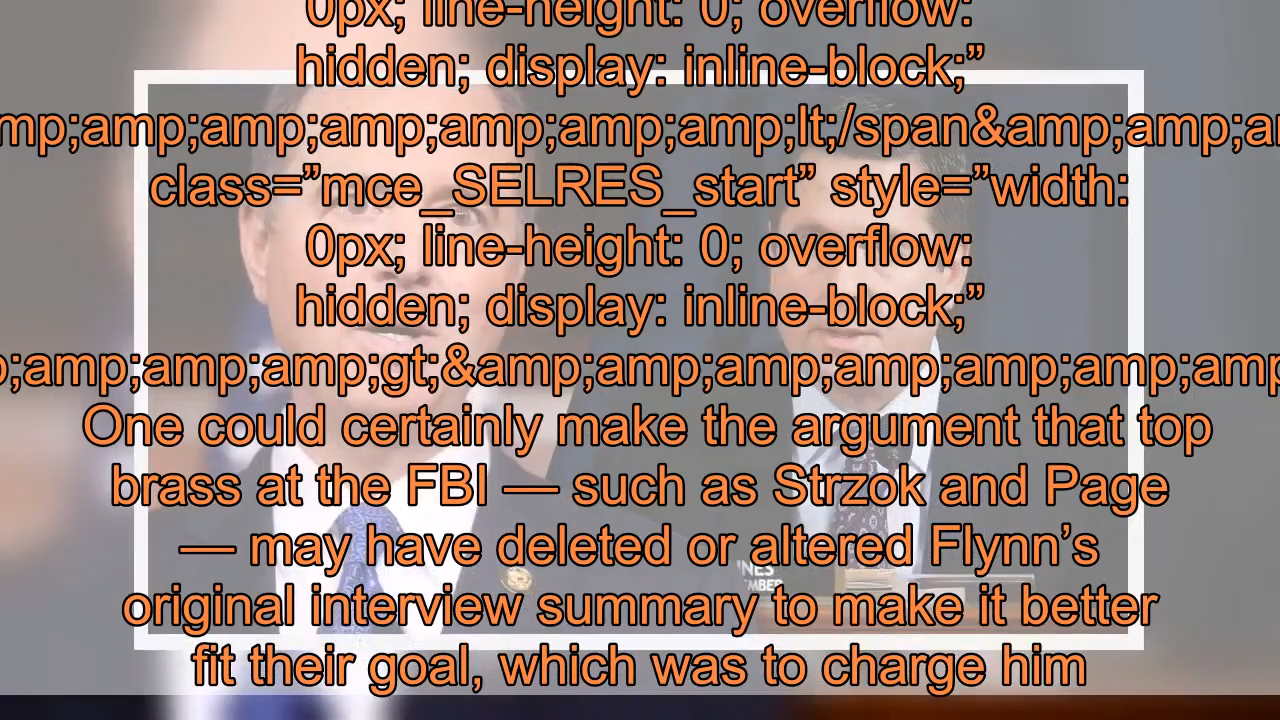 0px; line-height: 0; overflow:
hidden; display: inline-block;”
mp;amp;amp;amp;amp;amp;amp;lt;/span&amp;amp;a
class=”mce_SELRES_start” style=”width:
0px; line-height: 0; overflow:
hidden; display: inline-block;”
;amp;amp;amp;gt;&amp;amp;amp;amp;amp;amp;amp
One could certainly make the argument that top
brass at the FBI — such as Strzok and Page
— may have deleted or altered Flynn’s
original interview summary to make it better
fit their goal, which was to charge him